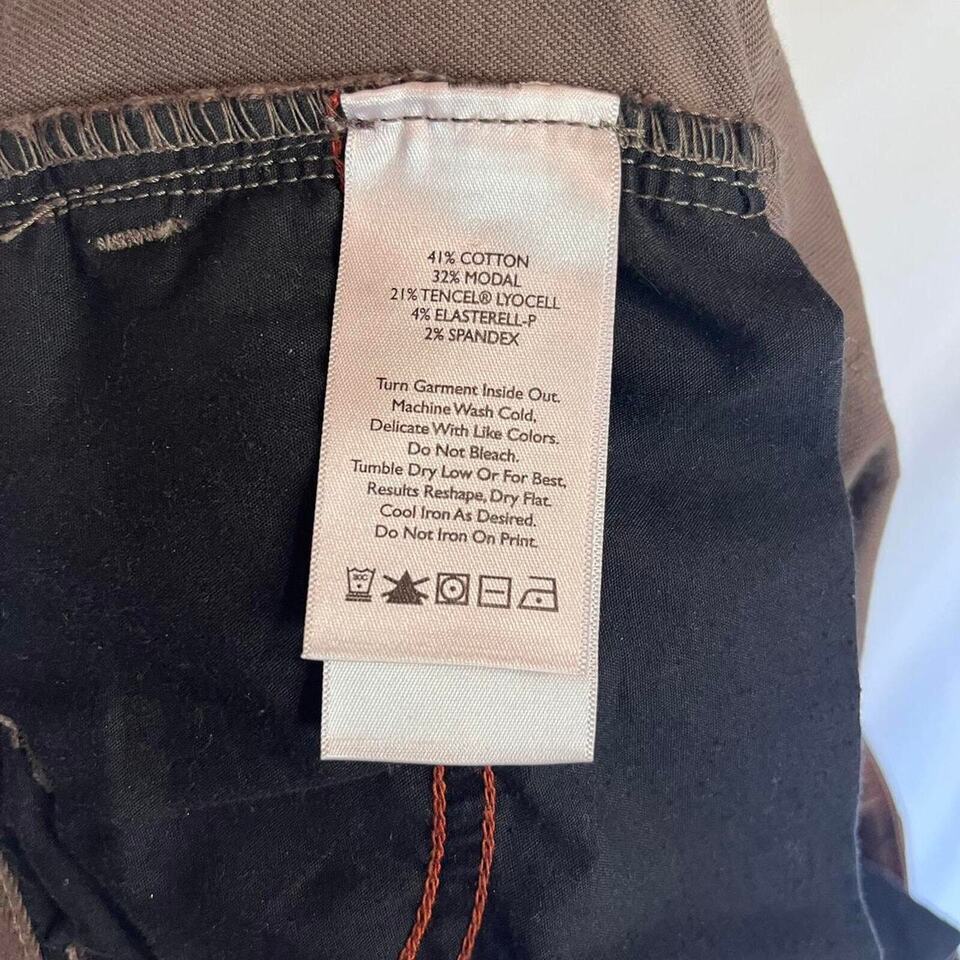 41% COTTON
32% MODAL
21% TENCEL® LYOCELL
4% ELASTERELL-P
2% SPANDEX
Turn Garment Inside Out.
Machine Wash Cold,
Delicate With Like Colors.
Do Not Bleach.
Tumble Dry Low Or For Best,
Results Reshape, Dry Flat.
Cool Iron As Desired.
Do Not Iron On Print.
30C